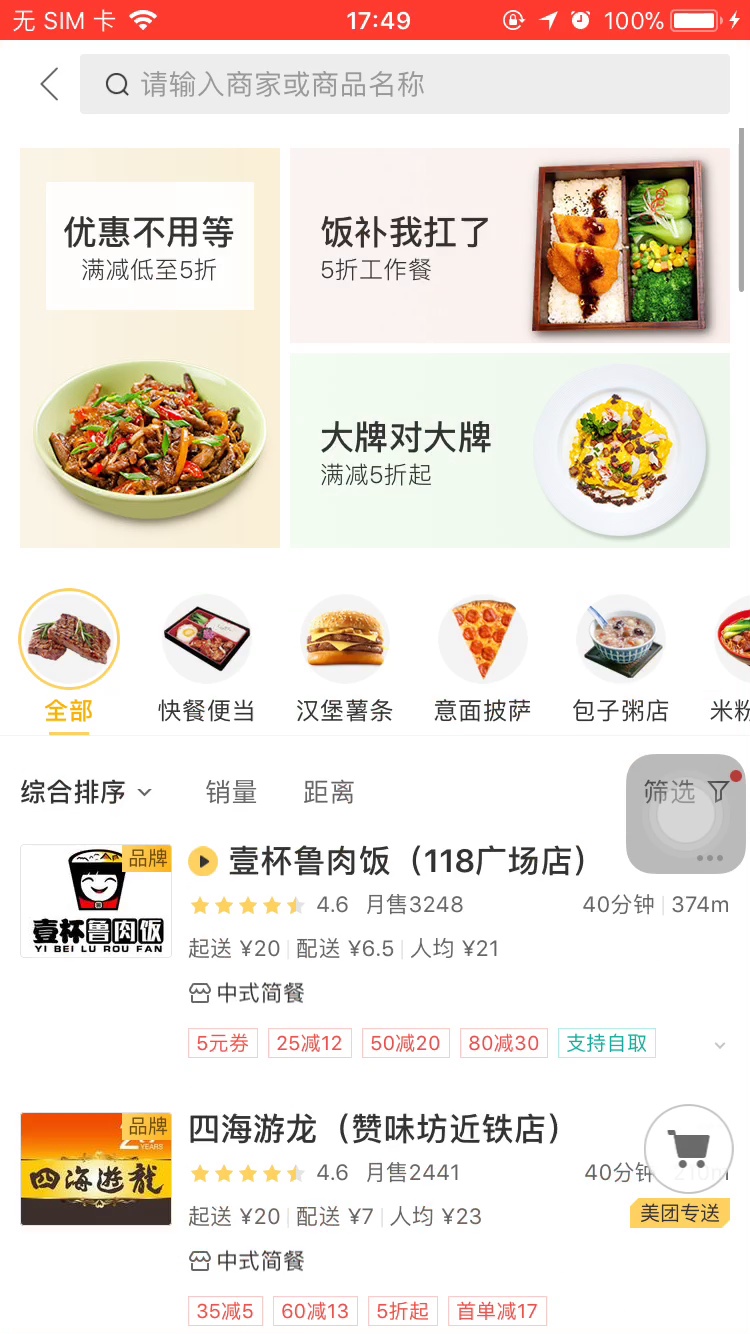 无 SIM 卡
17:49
100%
请输入商家或商品名称
优惠不用等
满减低至5折
饭补我扛了
5折工作餐
大牌对大牌
满减5折起
全部
快餐便当
汉堡薯条
意面披萨
包子粥店
米粉
综合排序
销量
距离
筛选
品牌
壹杯鲁肉饭
YI BEI LU ROU FAN
壹杯鲁肉饭（118广场店）
4.6 月售3248
40分钟 374m
起送 ¥20 配送 ¥6.5 人均 ¥21
中式简餐
5元券 25减12 50减20 80减30 支持自取
品牌
YEARS
四海遊龍
四海游龙（赞味坊近铁店）
4.6 月售2441
40分钟 210m
起送 ¥20 配送 ¥7 人均 ¥23
美团专送
中式简餐
35减5 60减13 5折起 首单减17